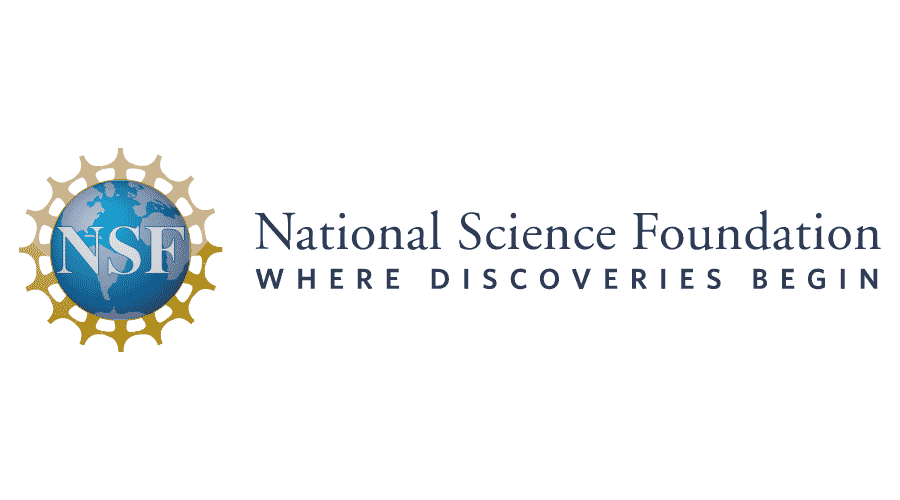 NSF
National Science Foundation
WHERE DISCOVERIES BEGIN